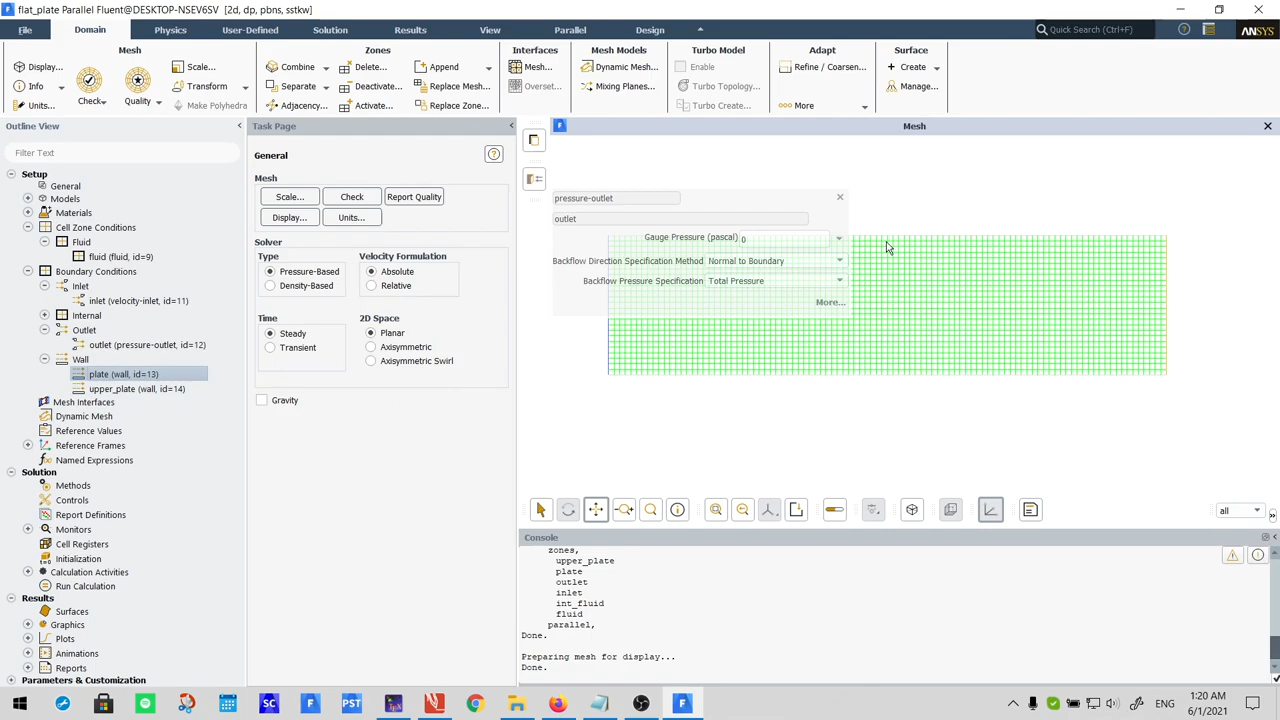 flat_plate Parallel Fluent@DESKTOP-NSEV6SV [2d, dp, pbns, sstkw]
File Domain Physics User-Defined Solution Results View Parallel Design Quick Search (Ctrl+F) ANSYS
Mesh Zones Interfaces Mesh Models Turbo Model Adapt Surface
Display... Scale... Combine Delete... Append Mesh... Dynamic Mesh... Enable Refine / Coarsen... Create
Info Check Quality Transform Separate Deactivate... Replace Mesh... Overset... Mixing Planes... Turbo Topology... Manage...
Units... Make Polyhedra Adjacency... Activate... Replace Zone... Turbo Create... More
Outline View
Filter Text
Setup
General
Models
Materials
Cell Zone Conditions
Fluid
fluid (fluid, id=9)
Boundary Conditions
Inlet
inlet (velocity-inlet, id=11)
Internal
Outlet
outlet (pressure-outlet, id=12)
Wall
plate (wall, id=13)
upper_plate (wall, id=14)
Mesh Interfaces
Dynamic Mesh
Reference Values
Reference Frames
Named Expressions
Solution
Methods
Controls
Report Definitions
Monitors
Cell Registers
Initialization
Calculation Activities
Run Calculation
Results
Surfaces
Graphics
Plots
Animations
Reports
Parameters & Customization
Task Page
General
Mesh
Scale... Check Report Quality
Display... Units...
Solver
Type Velocity Formulation
Pressure-Based Absolute
Density-Based Relative
Time 2D Space
Steady Planar
Transient Axisymmetric
Axisymmetric Swirl
Gravity
Mesh
pressure-outlet
outlet
Gauge Pressure (pascal) 0
Backflow Direction Specification Method Normal to Boundary
Backflow Pressure Specification Total Pressure
More...
all
Console
zones,
upper_plate
plate
outlet
inlet
int_fluid
fluid
parallel,
Done.
Preparing mesh for display...
Done.
SC F PST F
ENG
1:20 AM
6/1/2021